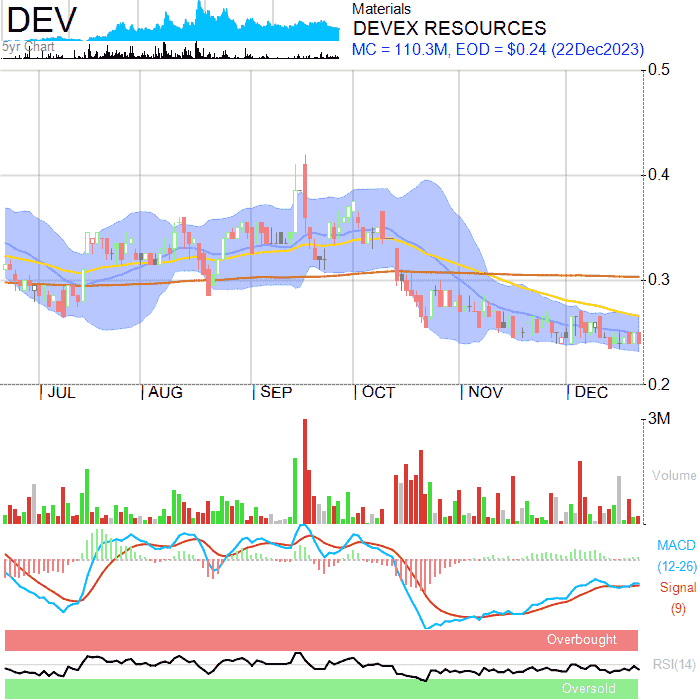 DEV
5yr Chart
Materials
DEVEX RESOURCES
MC = 110.3M, EOD = $0.24 (22Dec2023)
0.5
0.4
0.3
0.2
JUL AUG SEP OCT NOV DEC
3M
Volume
MACD
(12-26)
Signal
(9)
Overbought
RSI(14)
Oversold